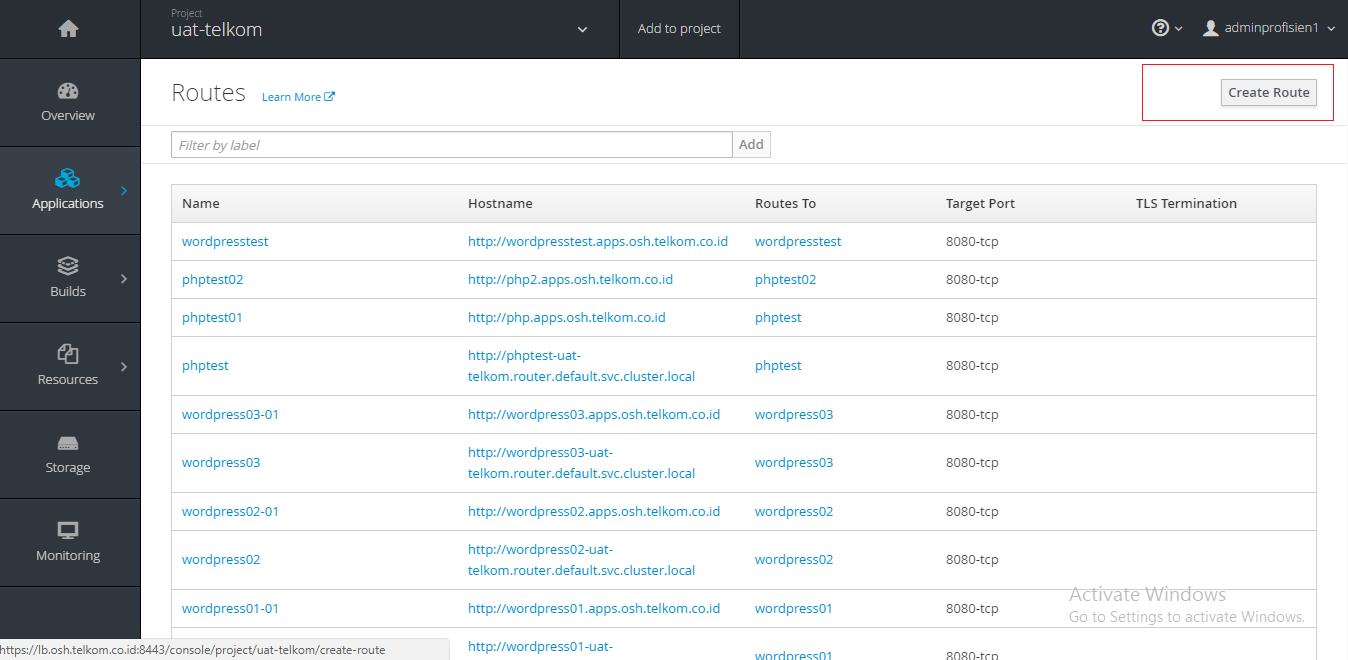 Project
uat-telkom
Add to project
adminprofisien1
Overview
Applications
Builds
Resources
Storage
Monitoring
Routes Learn More
Create Route
Filter by label
Add
Name Hostname Routes To Target Port TLS Termination
wordpresstest http://wordpresstest.apps.osh.telkom.co.id wordpresstest 8080-tcp
phptest02 http://php2.apps.osh.telkom.co.id phptest02 8080-tcp
phptest01 http://php.apps.osh.telkom.co.id phptest 8080-tcp
phptest http://phptest-uat-
telkom.router.default.svc.cluster.local phptest 8080-tcp
wordpress03-01 http://wordpress03.apps.osh.telkom.co.id wordpress03 8080-tcp
wordpress03 http://wordpress03-uat-
telkom.router.default.svc.cluster.local wordpress03 8080-tcp
wordpress02-01 http://wordpress02.apps.osh.telkom.co.id wordpress02 8080-tcp
wordpress02 http://wordpress02-uat-
telkom.router.default.svc.cluster.local wordpress02 8080-tcp
wordpress01-01 http://wordpress01.apps.osh.telkom.co.id wordpress01 8080-tcp
http://wordpress01-uat-
wordpress01 8080-tcp
Activate Windows
Go to Settings to activate Windows.
https://lb.osh.telkom.co.id:8443/console/project/uat-telkom/create-route